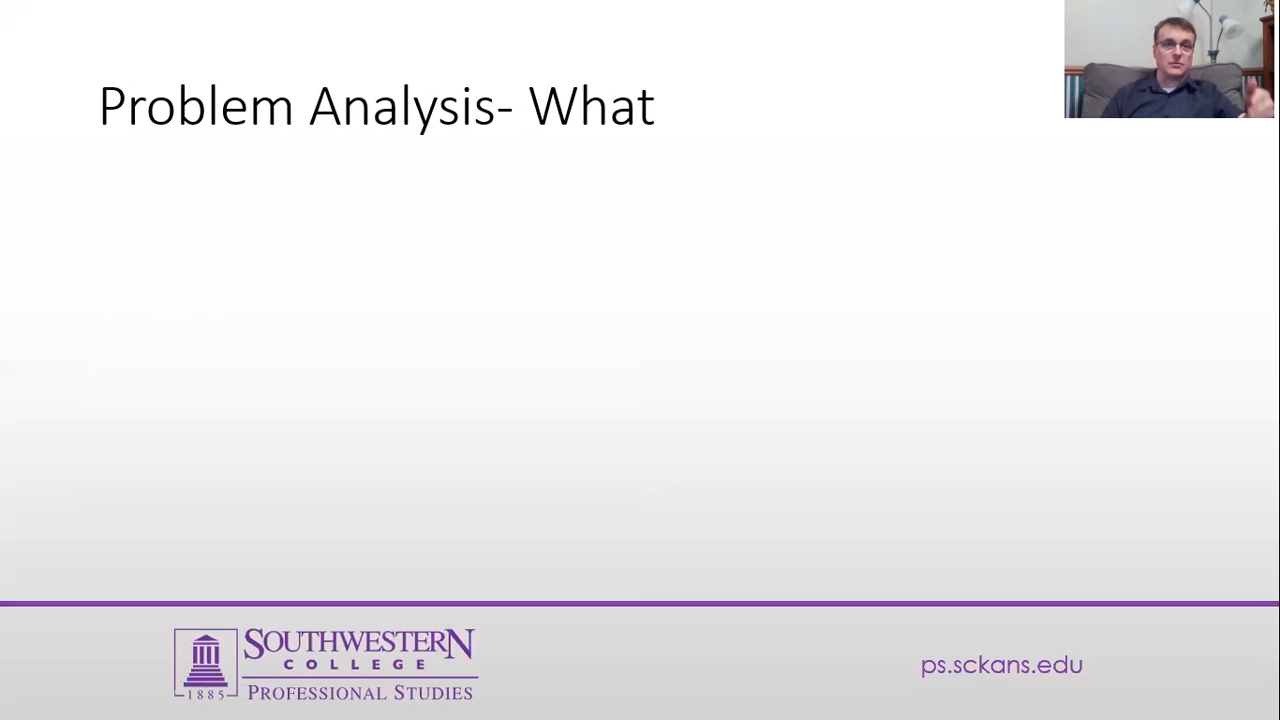 Problem Analysis- What
SOUTHWESTERN
COLLEGE
1885
PROFESSIONAL STUDIES
ps.sckans.edu